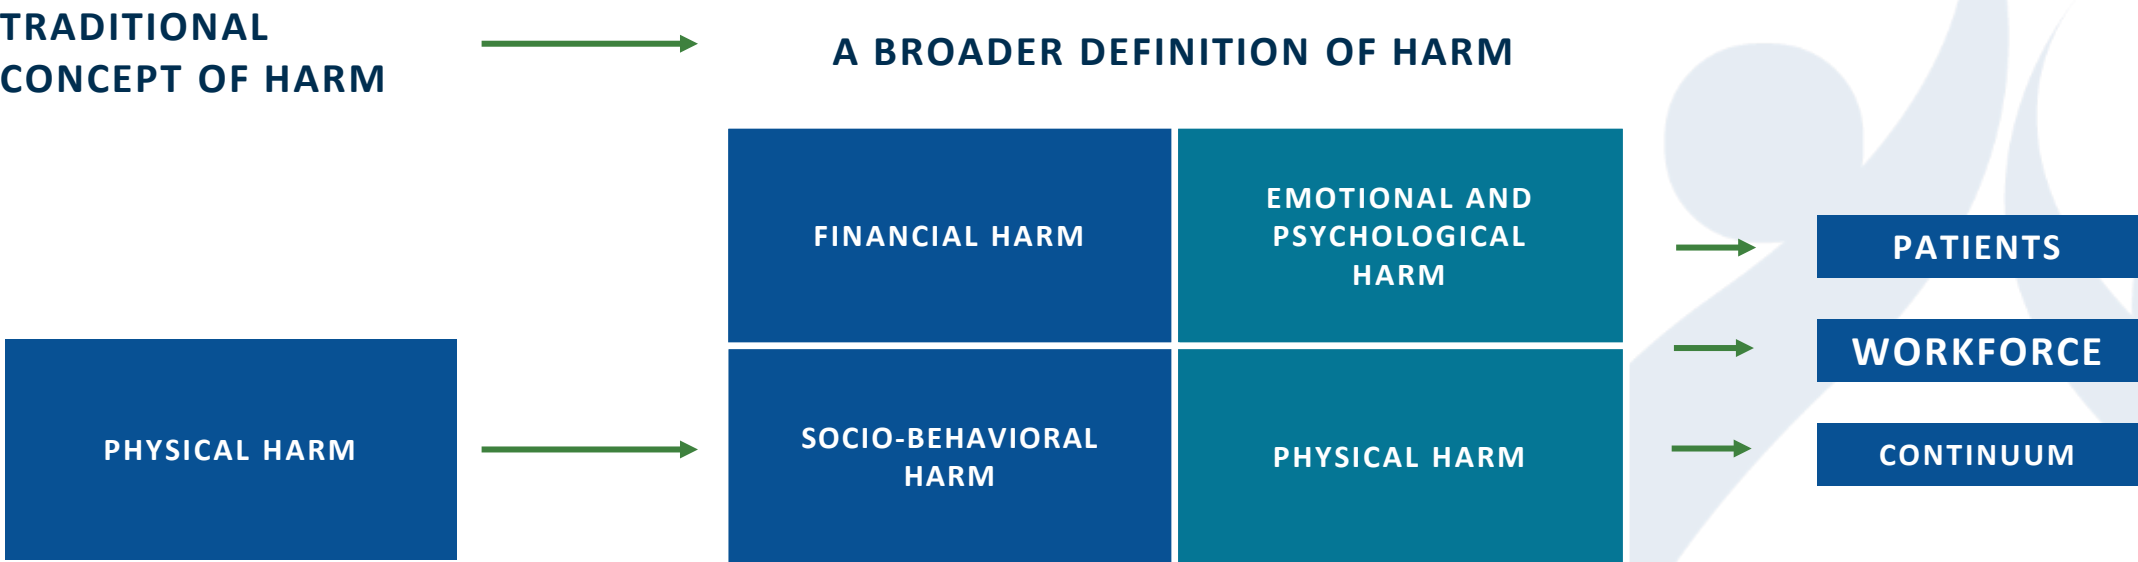 TRADITIONAL
CONCEPT OF HARM
A BROADER DEFINITION OF HARM
PHYSICAL HARM
FINANCIAL HARM
EMOTIONAL AND
PSYCHOLOGICAL
HARM
SOCIO-BEHAVIORAL
HARM
PHYSICAL HARM
PATIENTS
WORKFORCE
CONTINUUM